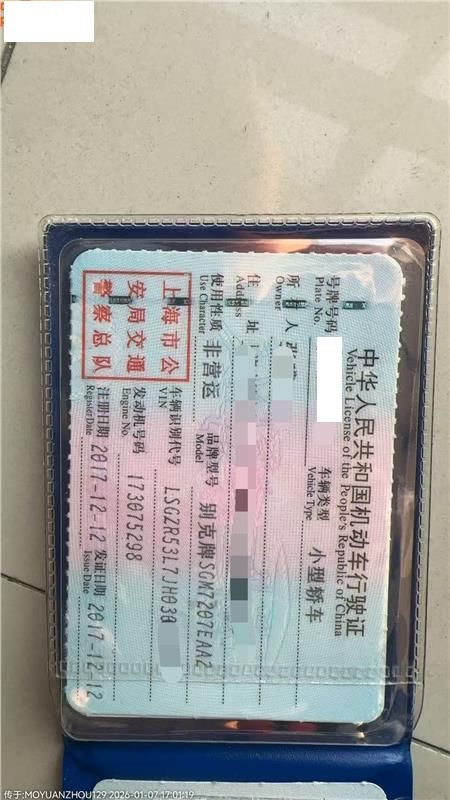 中华人民共和国机动车行驶证
Vehicle License of the People's Republic of China
号牌号码
Plate No.
车辆类型
Vehicle Type
小型轿车
所有人
Owner
住址
Address
使用性质
Use Character
非营运
品牌型号
Model
别克牌SGM7207EAA2
上海市公
安局交通
警察总队
车辆识别代号
VIN
LSGZR53L7JH030
发动机号码
Engine No.
173075298
注册日期
Register Date
2017-12-12
发证日期
Issue Date
2017-12-12
传于:MOYUANZHOU129 2026-01-07 17:01:19